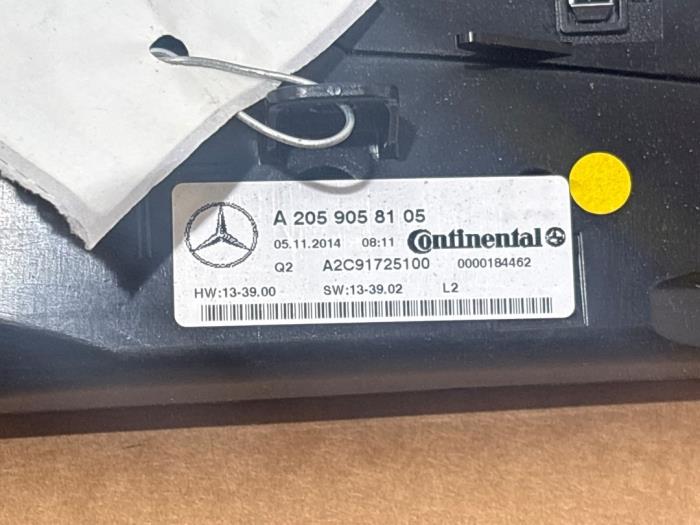 A 205 905 81 05
05.11.2014 08:11 Continental
Q2 A2C91725100 0000184462
HW:13-39.00 SW:13-39.02 L2